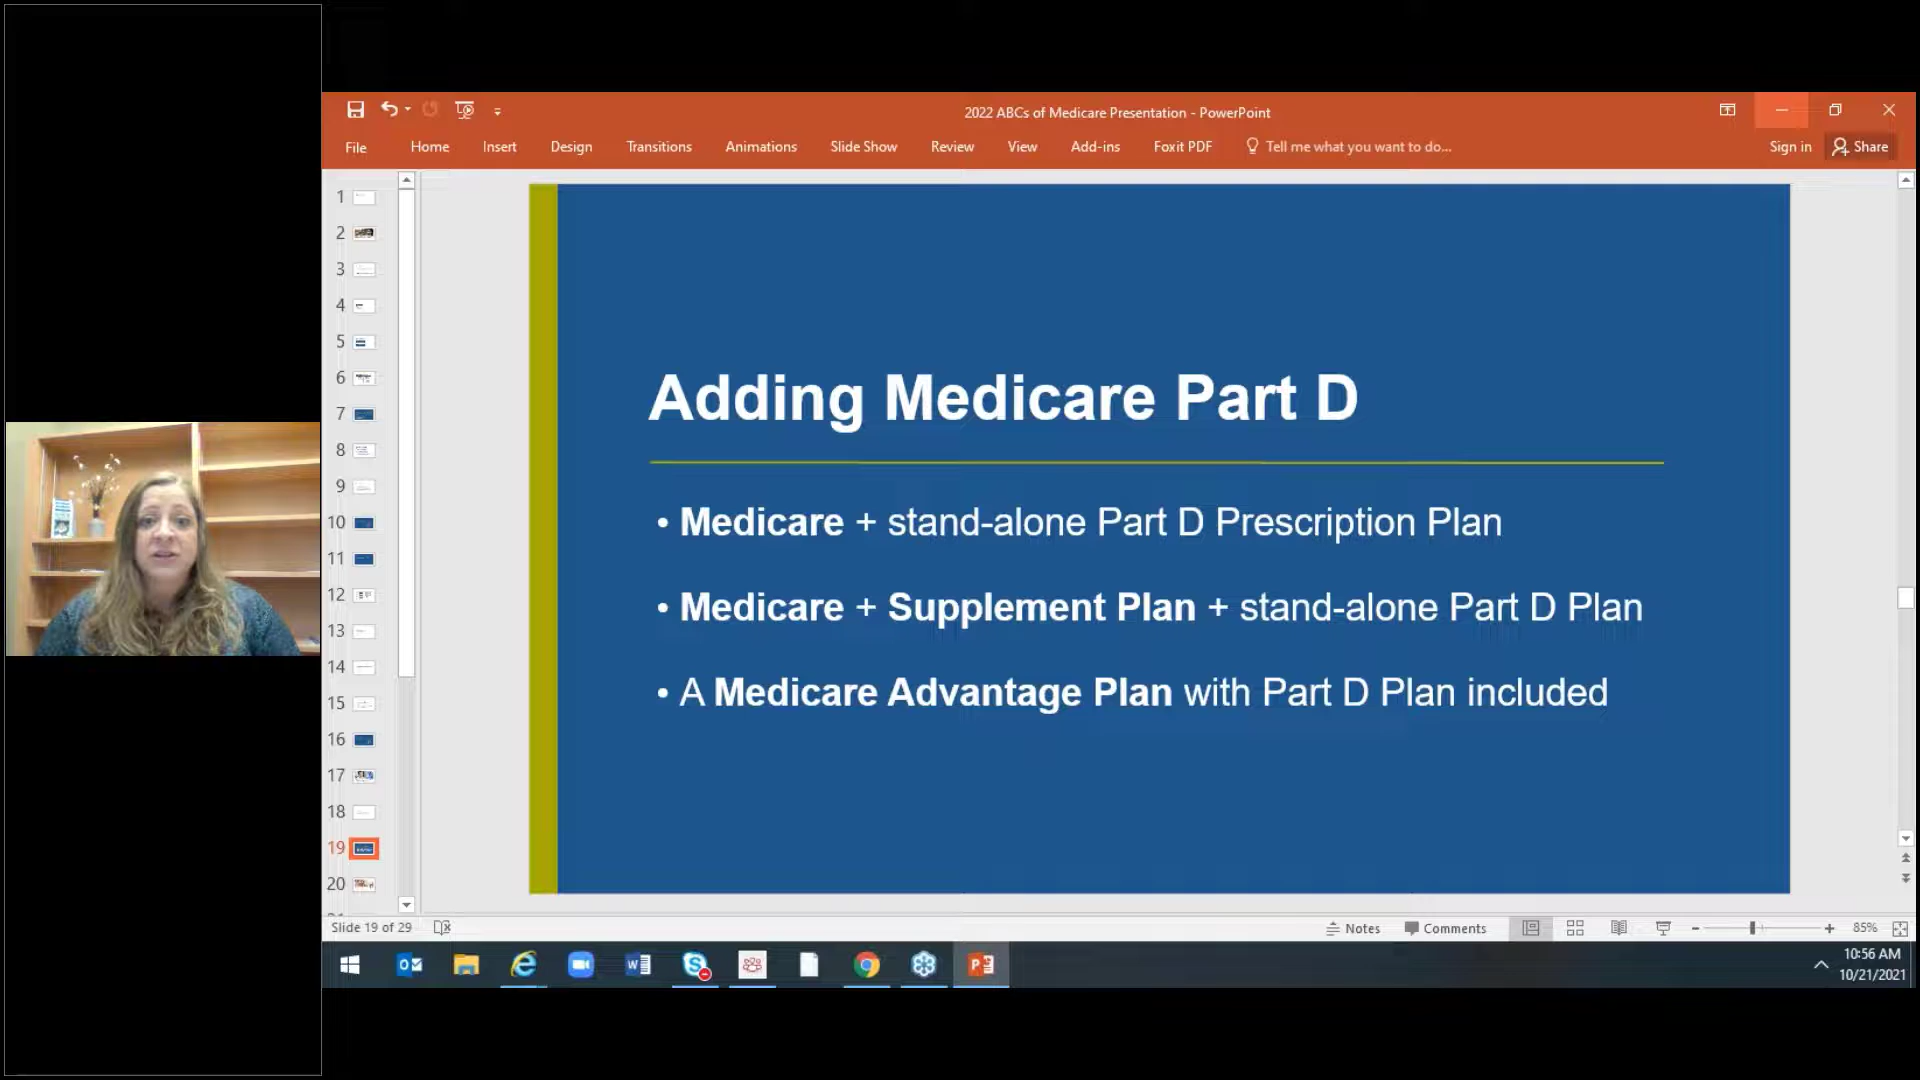 2022 ABCs of Medicare Presentation - PowerPoint
File Home Insert Design Transitions Animations Slide Show Review View Add-ins Foxit PDF Tell me what you want to do... Sign in Share
1
2
3
4
5
6
7
8
9
10
11
12
13
14
15
16
17
18
19
20
Adding Medicare Part D
• Medicare + stand-alone Part D Prescription Plan
• Medicare + Supplement Plan + stand-alone Part D Plan
• A Medicare Advantage Plan with Part D Plan included
Slide 19 of 29 Notes Comments 85%
10:56 AM
10/21/2021